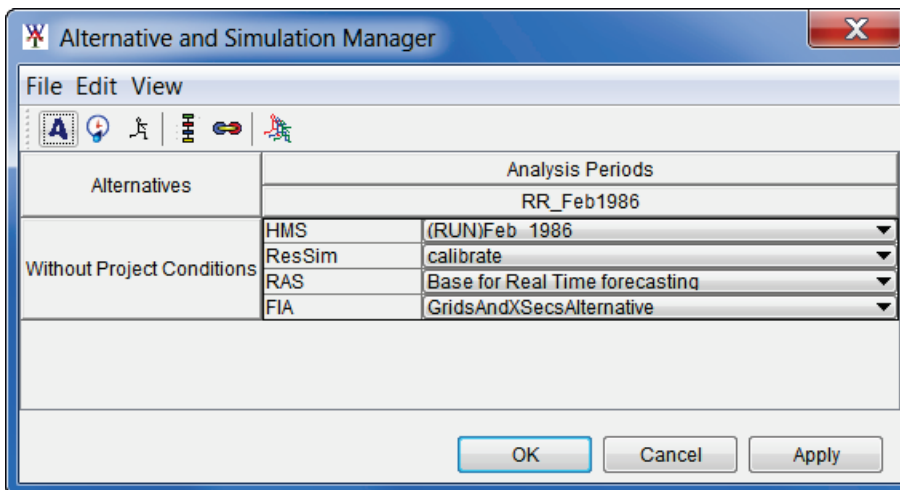 Alternative and Simulation Manager
File Edit View
Alternatives
Analysis Periods
RR_Feb1986
Without Project Conditions
HMS (RUN)Feb_1986
ResSim calibrate
RAS Base for Real Time forecasting
FIA GridsAndXSecsAlternative
OK Cancel Apply